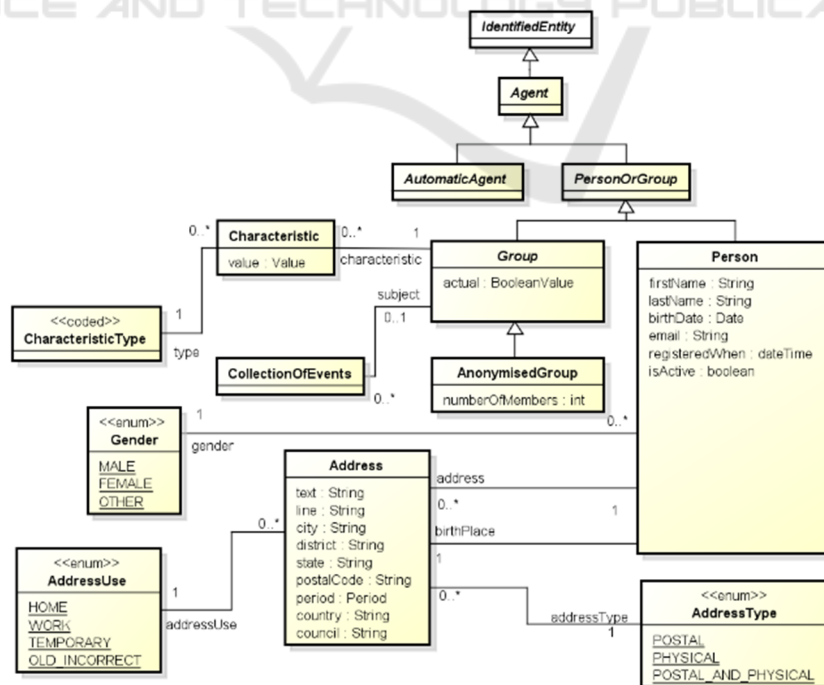 CE AND TECHNOLOGY PUBLICA
IdentifiedEntity
Agent
AutomaticAgent
PersonOrGroup
0..*
Characteristic
value : Value
0..*
1
characteristic
Group
actual : BooleanValue
Person
firstName : String
lastName : String
birthDate : Date
email : String
registeredWhen : dateTime
isActive : boolean
subject
0..1
<<coded>>
CharacteristicType
1
type
CollectionOfEvents
0..*
AnonymisedGroup
numberOfMembers : int
<<enum>>
Gender
MALE
FEMALE
OTHER
1
gender
0..*
Address
text : String
line : String
city : String
district : String
state : String
postalCode : String
period : Period
country : String
council : String
address
0..*
1
birthPlace
1
0..*
<<enum>>
AddressUse
HOME
WORK
TEMPORARY
OLD_INCORRECT
1
addressUse
0..*
addressType
1
<<enum>>
AddressType
POSTAL
PHYSICAL
POSTAL_AND_PHYSICAL